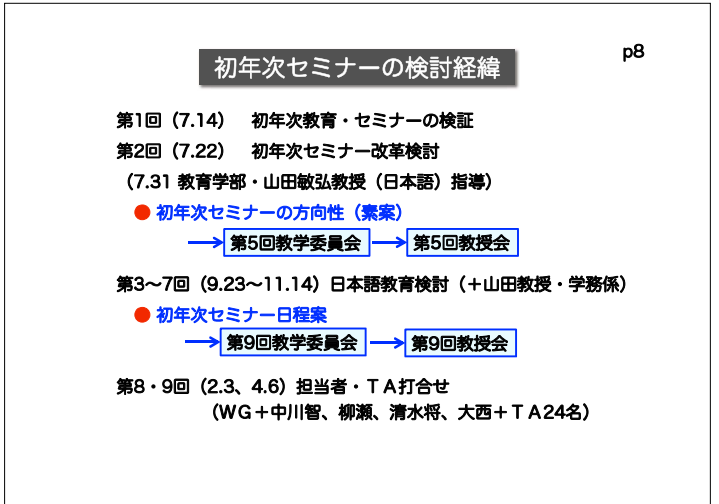 p8
初年次セミナーの検討経緯
第1回（7.14）　初年次教育・セミナーの検証
第2回（7.22）　初年次セミナー改革検討
（7.31 教育学部・山田敏弘教授（日本語）指導）
● 初年次セミナーの方向性（素案）
→ 第5回教学委員会 → 第5回教授会
第3〜7回（9.23〜11.14）日本語教育検討（＋山田教授・学務係）
● 初年次セミナー日程案
→ 第9回教学委員会 → 第9回教授会
第8・9回（2.3、4.6）担当者・ＴＡ打合せ
（ＷＧ＋中川智、柳瀬、清水将、大西＋ＴＡ24名）